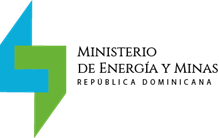 MINISTERIO
DE ENERGÍA Y MINAS
REPÚBLICA DOMINICANA